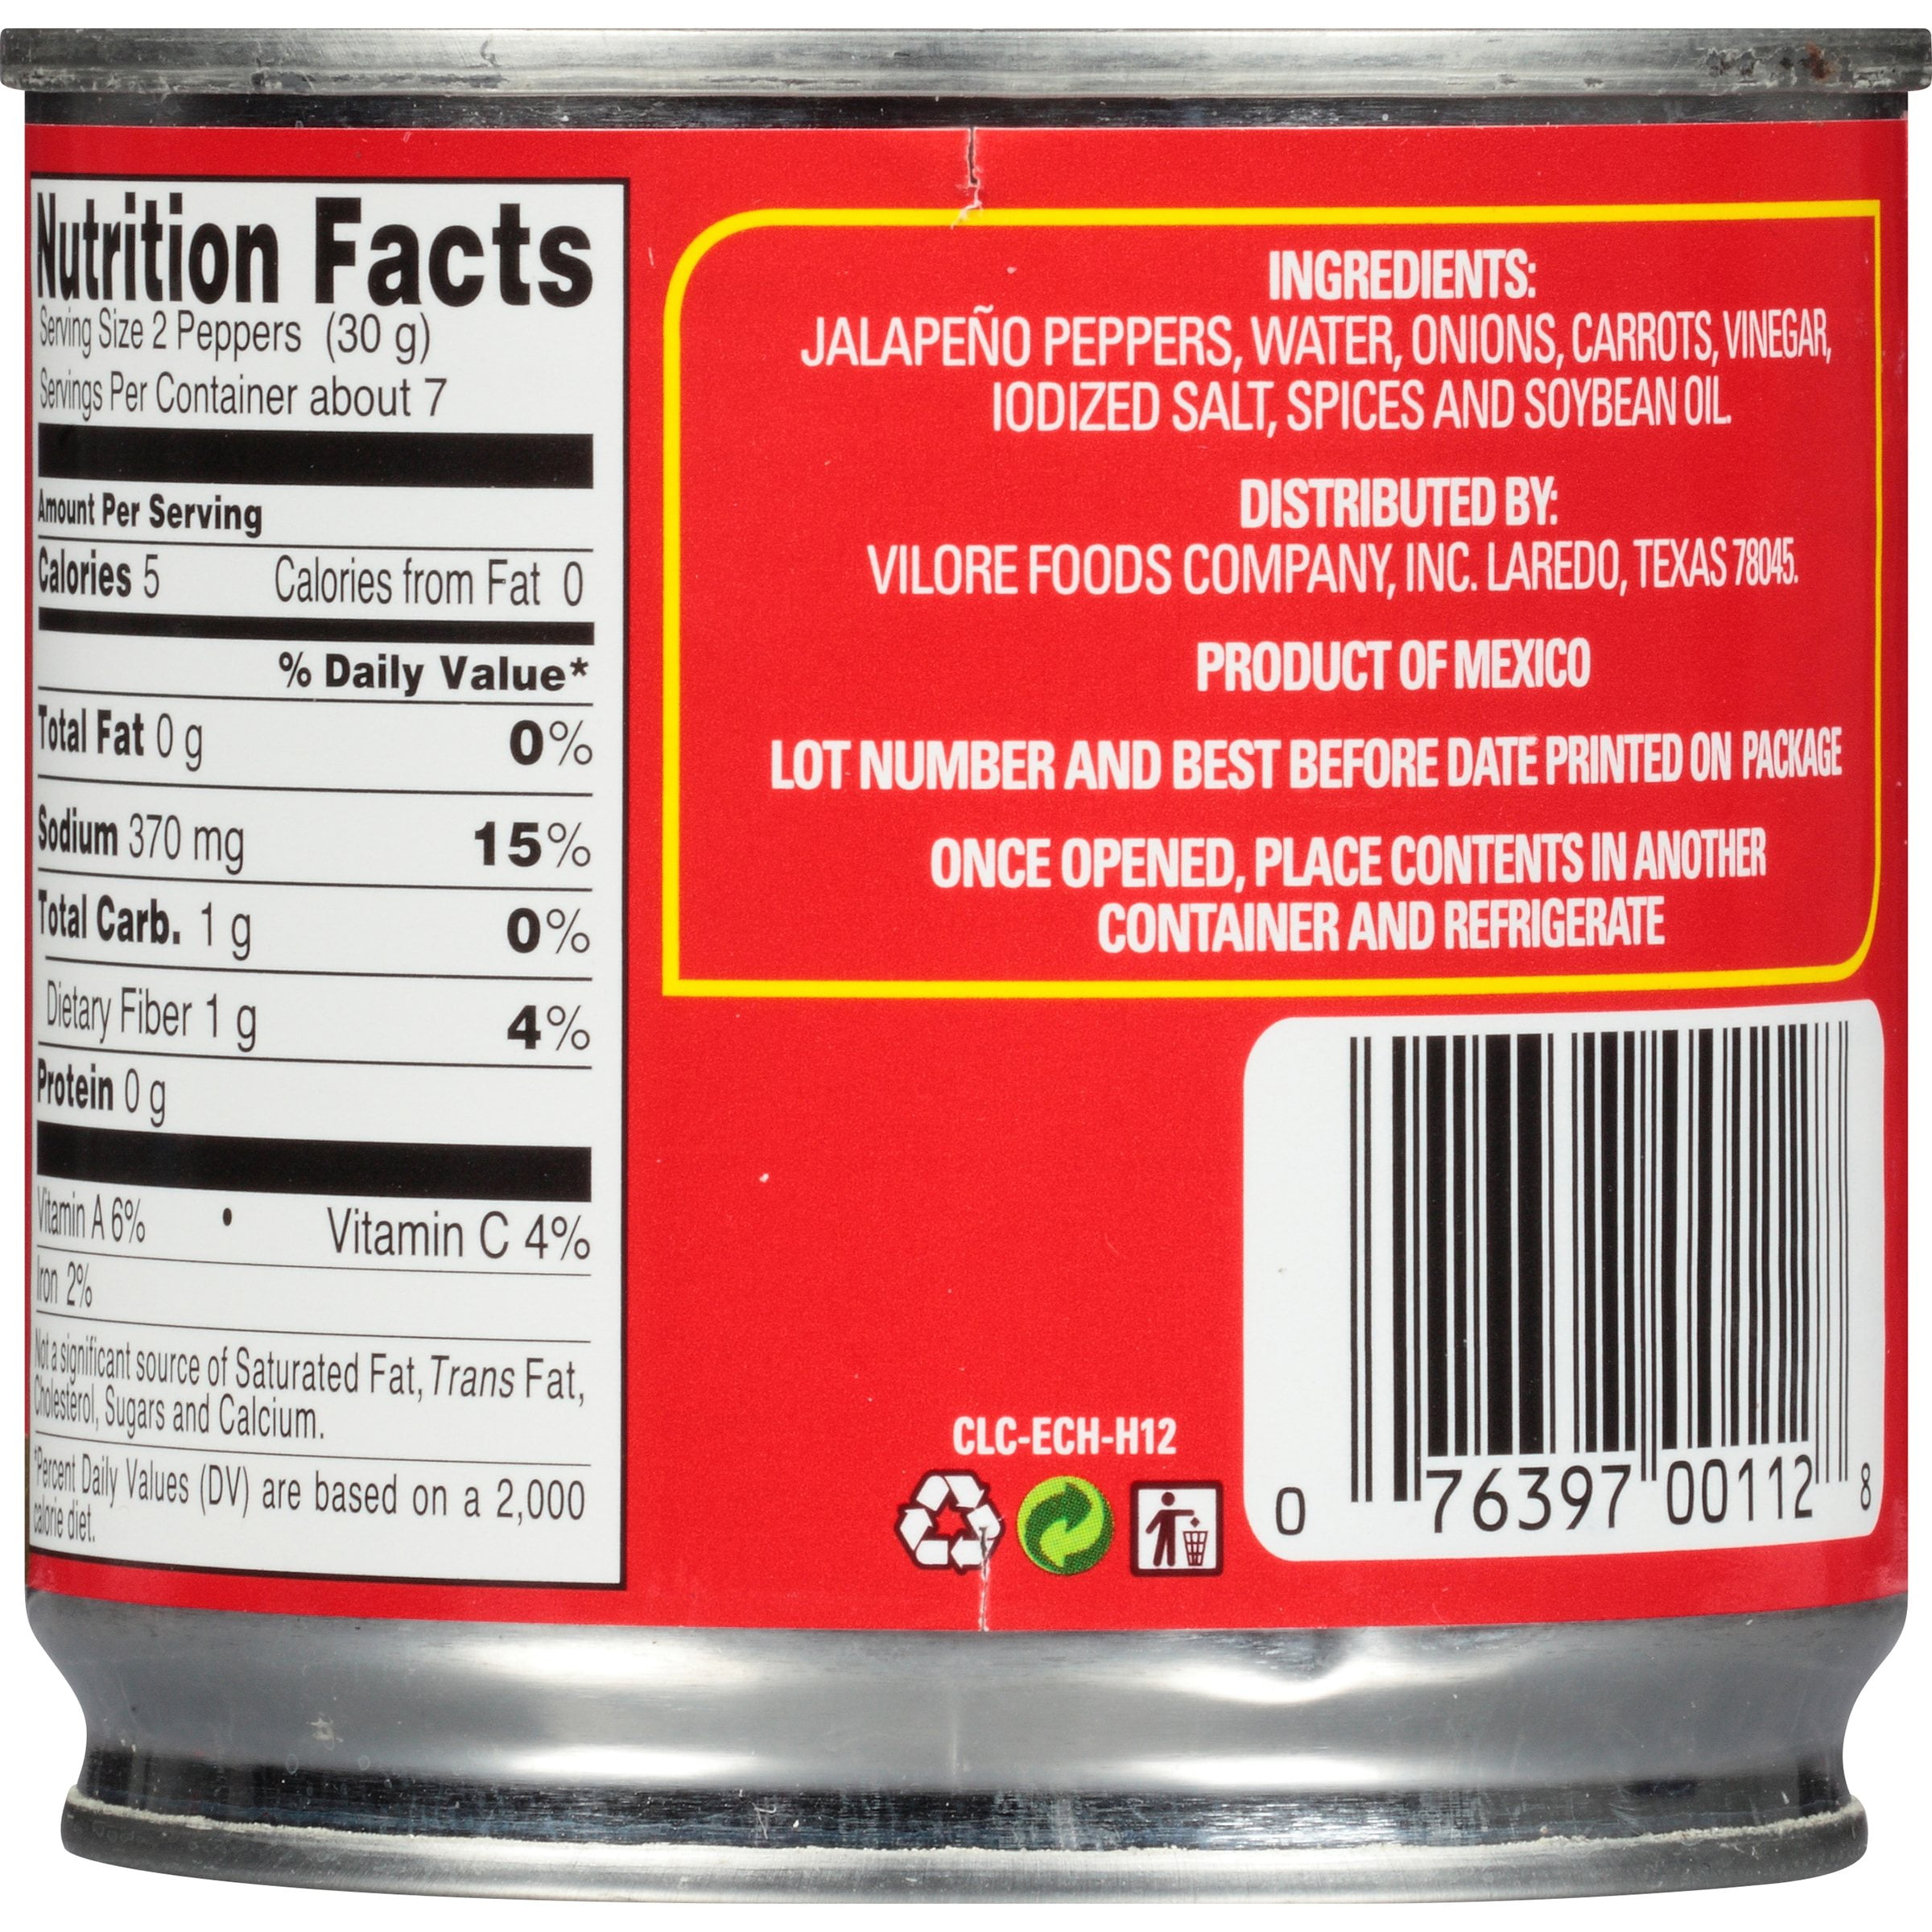 Nutrition Facts
Serving Size 2 Peppers (30 g)
Servings Per Container about 7
Amount Per Serving
Calories 5 Calories from Fat 0
% Daily Value*
Total Fat 0 g 0%
Sodium 370 mg 15%
Total Carb. 1 g 0%
Dietary Fiber 1 g 4%
Protein 0 g
Vitamin A 6% • Vitamin C 4%
Iron 2%
Not a significant source of Saturated Fat, Trans Fat,
Cholesterol, Sugars and Calcium.
*Percent Daily Values (DV) are based on a 2,000
calorie diet.
INGREDIENTS:
JALAPEÑO PEPPERS, WATER, ONIONS, CARROTS, VINEGAR,
IODIZED SALT, SPICES AND SOYBEAN OIL.
DISTRIBUTED BY:
VILORE FOODS COMPANY, INC. LAREDO, TEXAS 78045.
PRODUCT OF MEXICO
LOT NUMBER AND BEST BEFORE DATE PRINTED ON PACKAGE
ONCE OPENED, PLACE CONTENTS IN ANOTHER
CONTAINER AND REFRIGERATE
CLC-ECH-H12
0 76397 00112 8